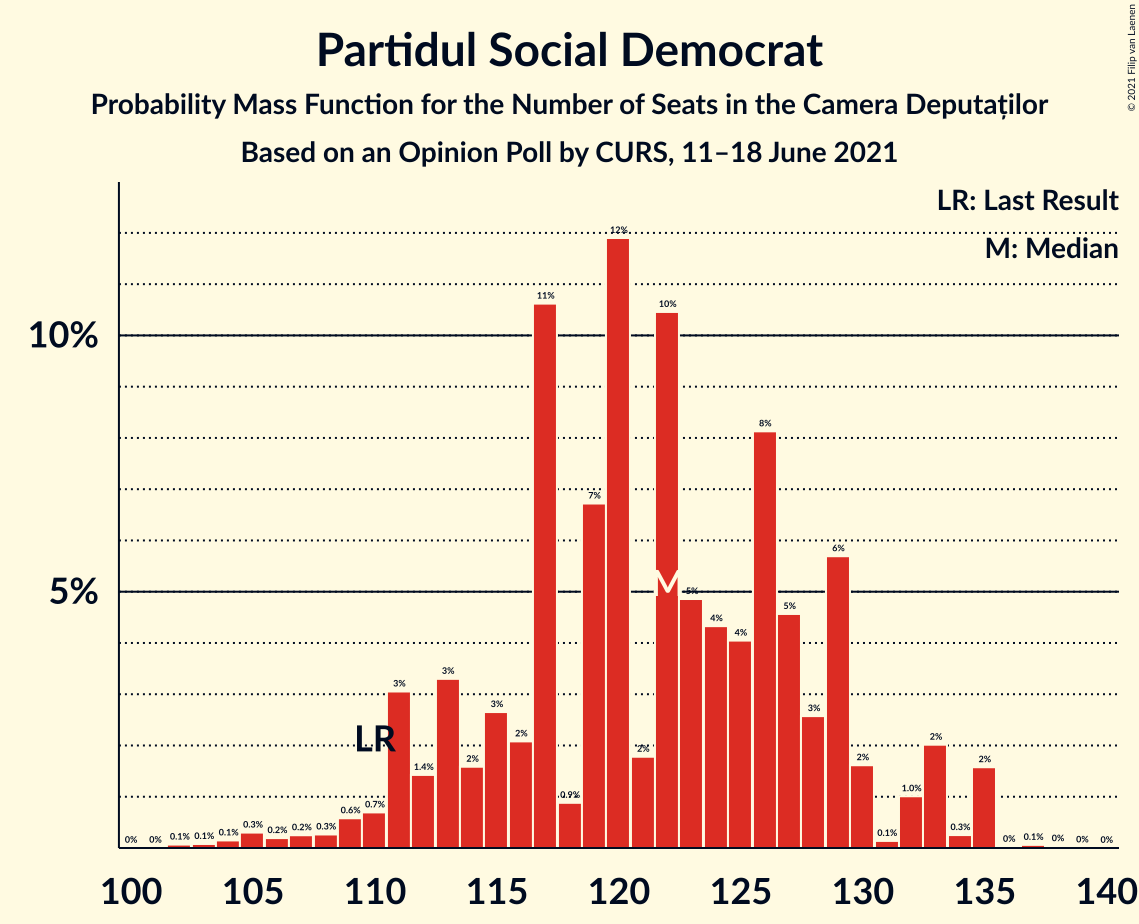 Partidul Social Democrat
Probability Mass Function for the Number of Seats in the Camera Deputaților
Based on an Opinion Poll by CURS, 11–18 June 2021
© 2021 Filip van Laenen
LR: Last Result
M: Median
10%
5%
LR
M
0% 0% 0.1% 0.1% 0.1% 0.3% 0.2% 0.2% 0.3% 0.6% 0.7% 3% 1.4% 3% 2% 3% 2% 11% 0.9% 7% 12% 2% 10% 5% 4% 4% 8% 5% 3% 6% 2% 0.1% 1.0% 2% 0.3% 2% 0% 0.1% 0% 0% 0%
100 105 110 115 120 125 130 135 140